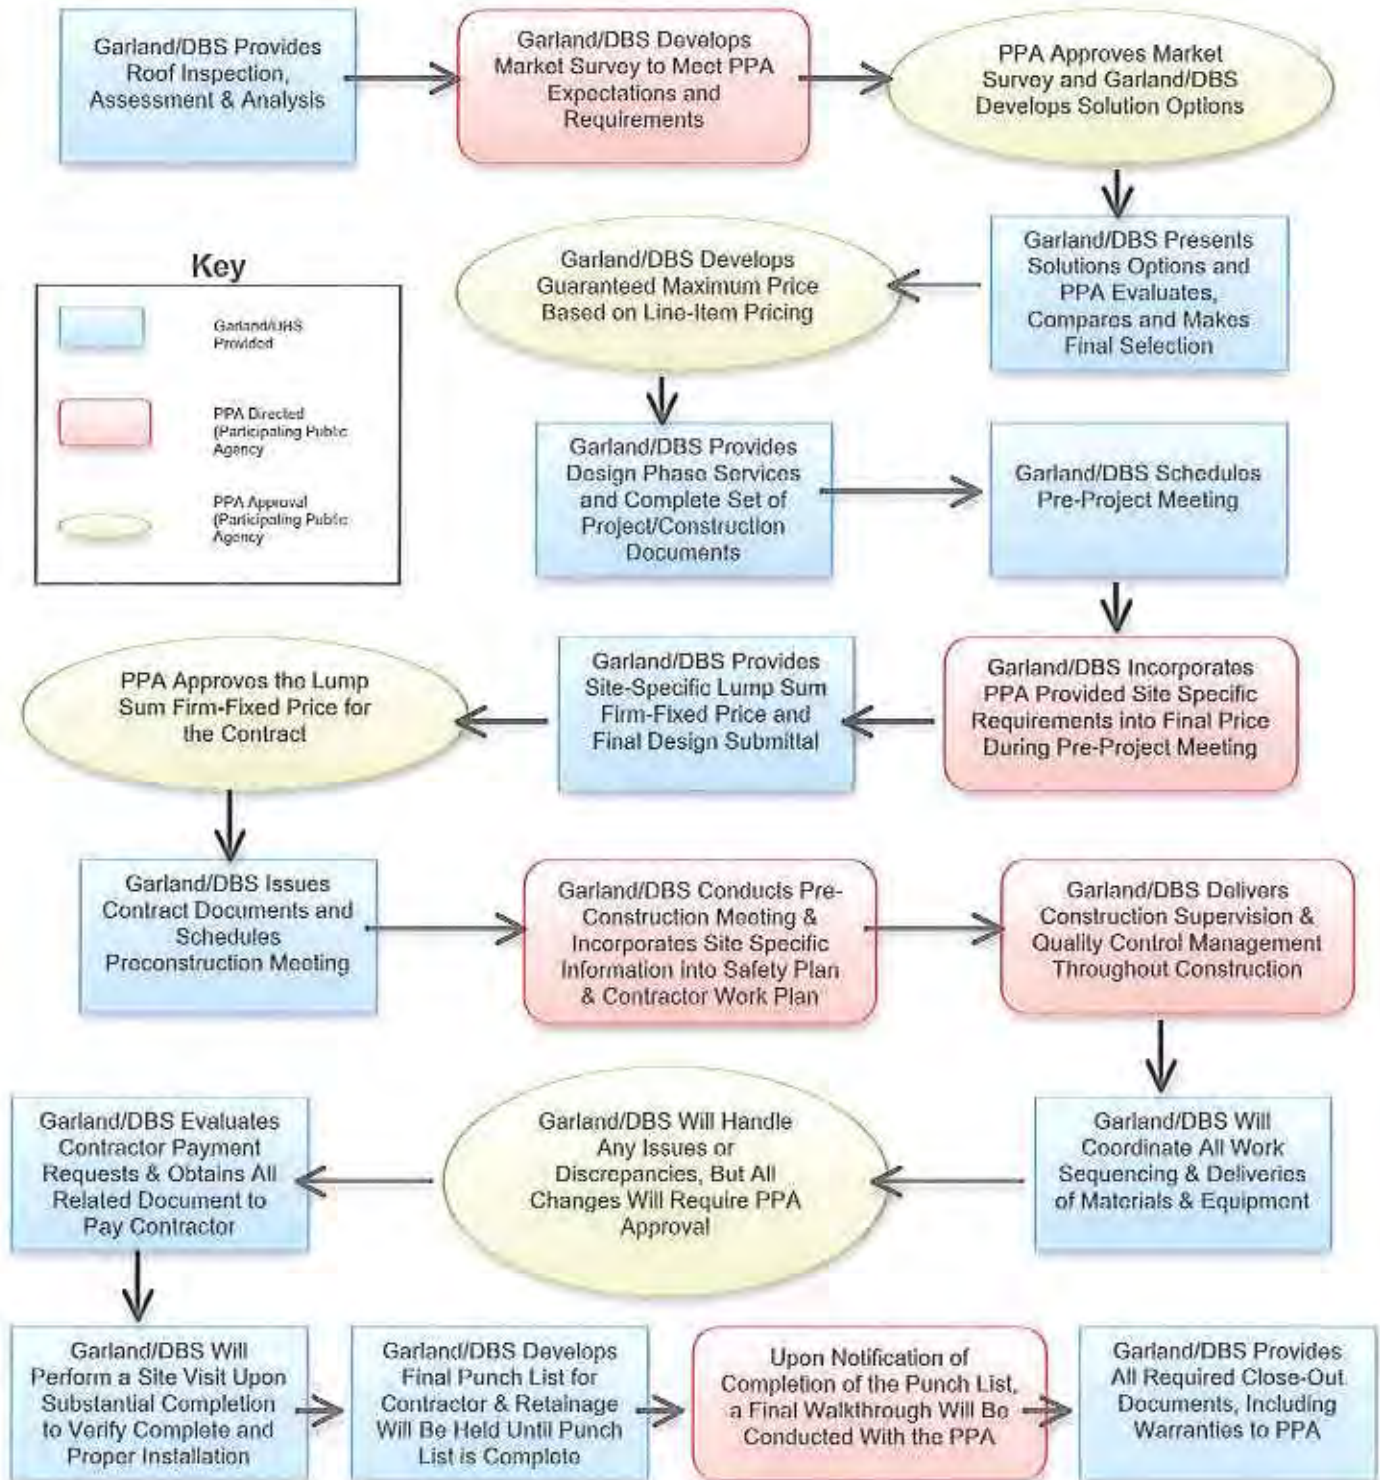 Garland/DBS Provides
Roof Inspection,
Assessment & Analysis
Garland/DBS Develops
Market Survey to Meet PPA
Expectations and
Requirements
PPA Approves Market
Survey and Garland/DBS
Develops Solution Options
Garland/DBS Presents
Solutions Options and
PPA Evaluates,
Compares and Makes
Final Selection
Garland/DBS Develops
Guaranteed Maximum Price
Based on Line-Item Pricing
Key
Garland/DBS
Provided
PPA Directed
(Participating Public
Agency
PPA Approval
(Participating Public
Agency
Garland/DBS Provides
Design Phase Services
and Complete Set of
Project/Construction
Documents
Garland/DBS Schedules
Pre-Project Meeting
Garland/DBS Incorporates
PPA Provided Site Specific
Requirements into Final Price
During Pre-Project Meeting
Garland/DBS Provides
Site-Specific Lump Sum
Firm-Fixed Price and
Final Design Submittal
PPA Approves the Lump
Sum Firm-Fixed Price for
the Contract
Garland/DBS Issues
Contract Documents and
Schedules
Preconstruction Meeting
Garland/DBS Conducts Pre-
Construction Meeting &
Incorporates Site Specific
Information into Safety Plan
& Contractor Work Plan
Garland/DBS Delivers
Construction Supervision &
Quality Control Management
Throughout Construction
Garland/DBS Will
Coordinate All Work
Sequencing & Deliveries
of Materials & Equipment
Garland/DBS Will Handle
Any Issues or
Discrepancies, But All
Changes Will Require PPA
Approval
Garland/DBS Evaluates
Contractor Payment
Requests & Obtains All
Related Document to
Pay Contractor
Garland/DBS Will
Perform a Site Visit Upon
Substantial Completion
to Verify Complete and
Proper Installation
Garland/DBS Develops
Final Punch List for
Contractor & Retainage
Will Be Held Until Punch
List is Complete
Upon Notification of
Completion of the Punch List,
a Final Walkthrough Will Be
Conducted With the PPA
Garland/DBS Provides
All Required Close-Out
Documents, Including
Warranties to PPA